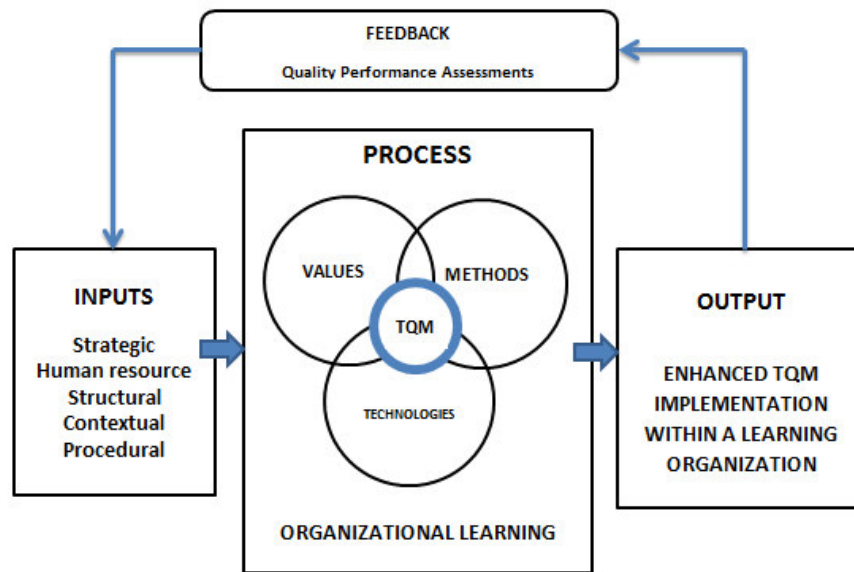 FEEDBACK
Quality Performance Assessments
PROCESS
VALUES
METHODS
TQM
TECHNOLOGIES
ORGANIZATIONAL LEARNING
INPUTS
Strategic
Human resource
Structural
Contextual
Procedural
OUTPUT
ENHANCED TQM
IMPLEMENTATION
WITHIN A LEARNING
ORGANIZATION